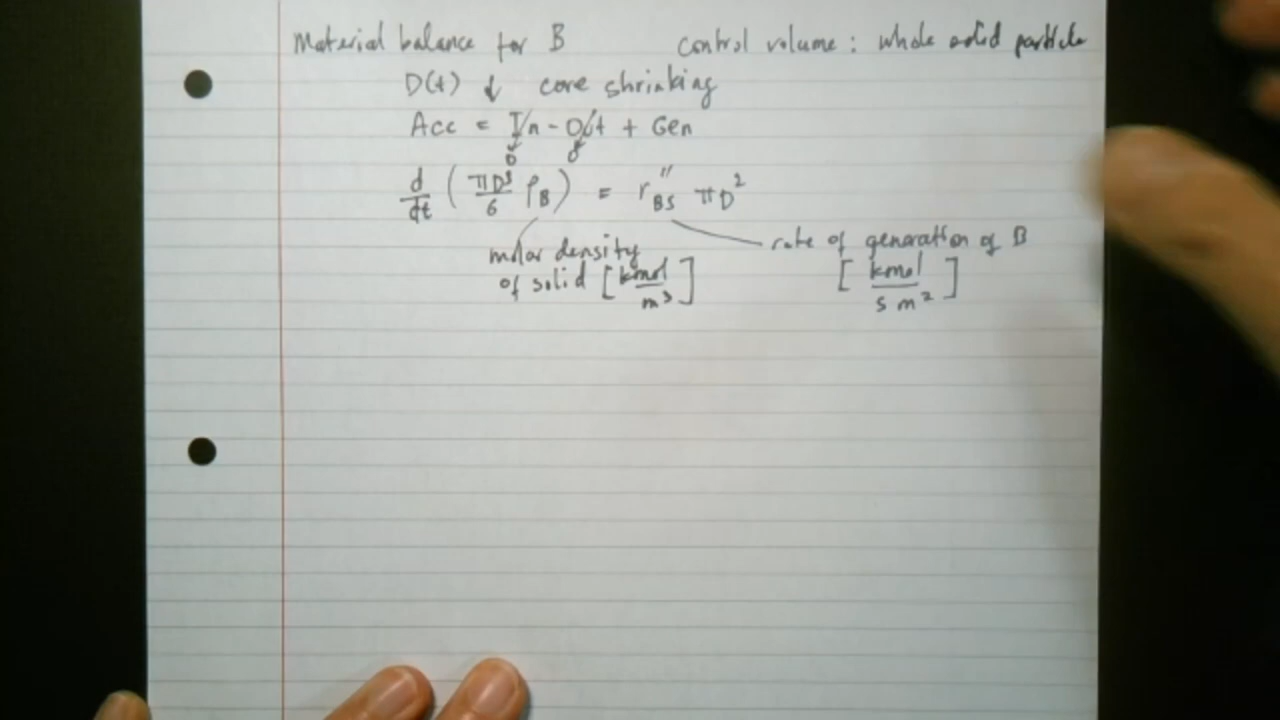 Material balance for B control volume: whole solid particle
D(t) ↓ core shrinking
Acc = In - Out + Gen
0 0
d/dt ( πD³/6 ρB ) = r''BS πD²
molar density rate of generation of B
of solid [kmol/m³] [kmol/s m²]